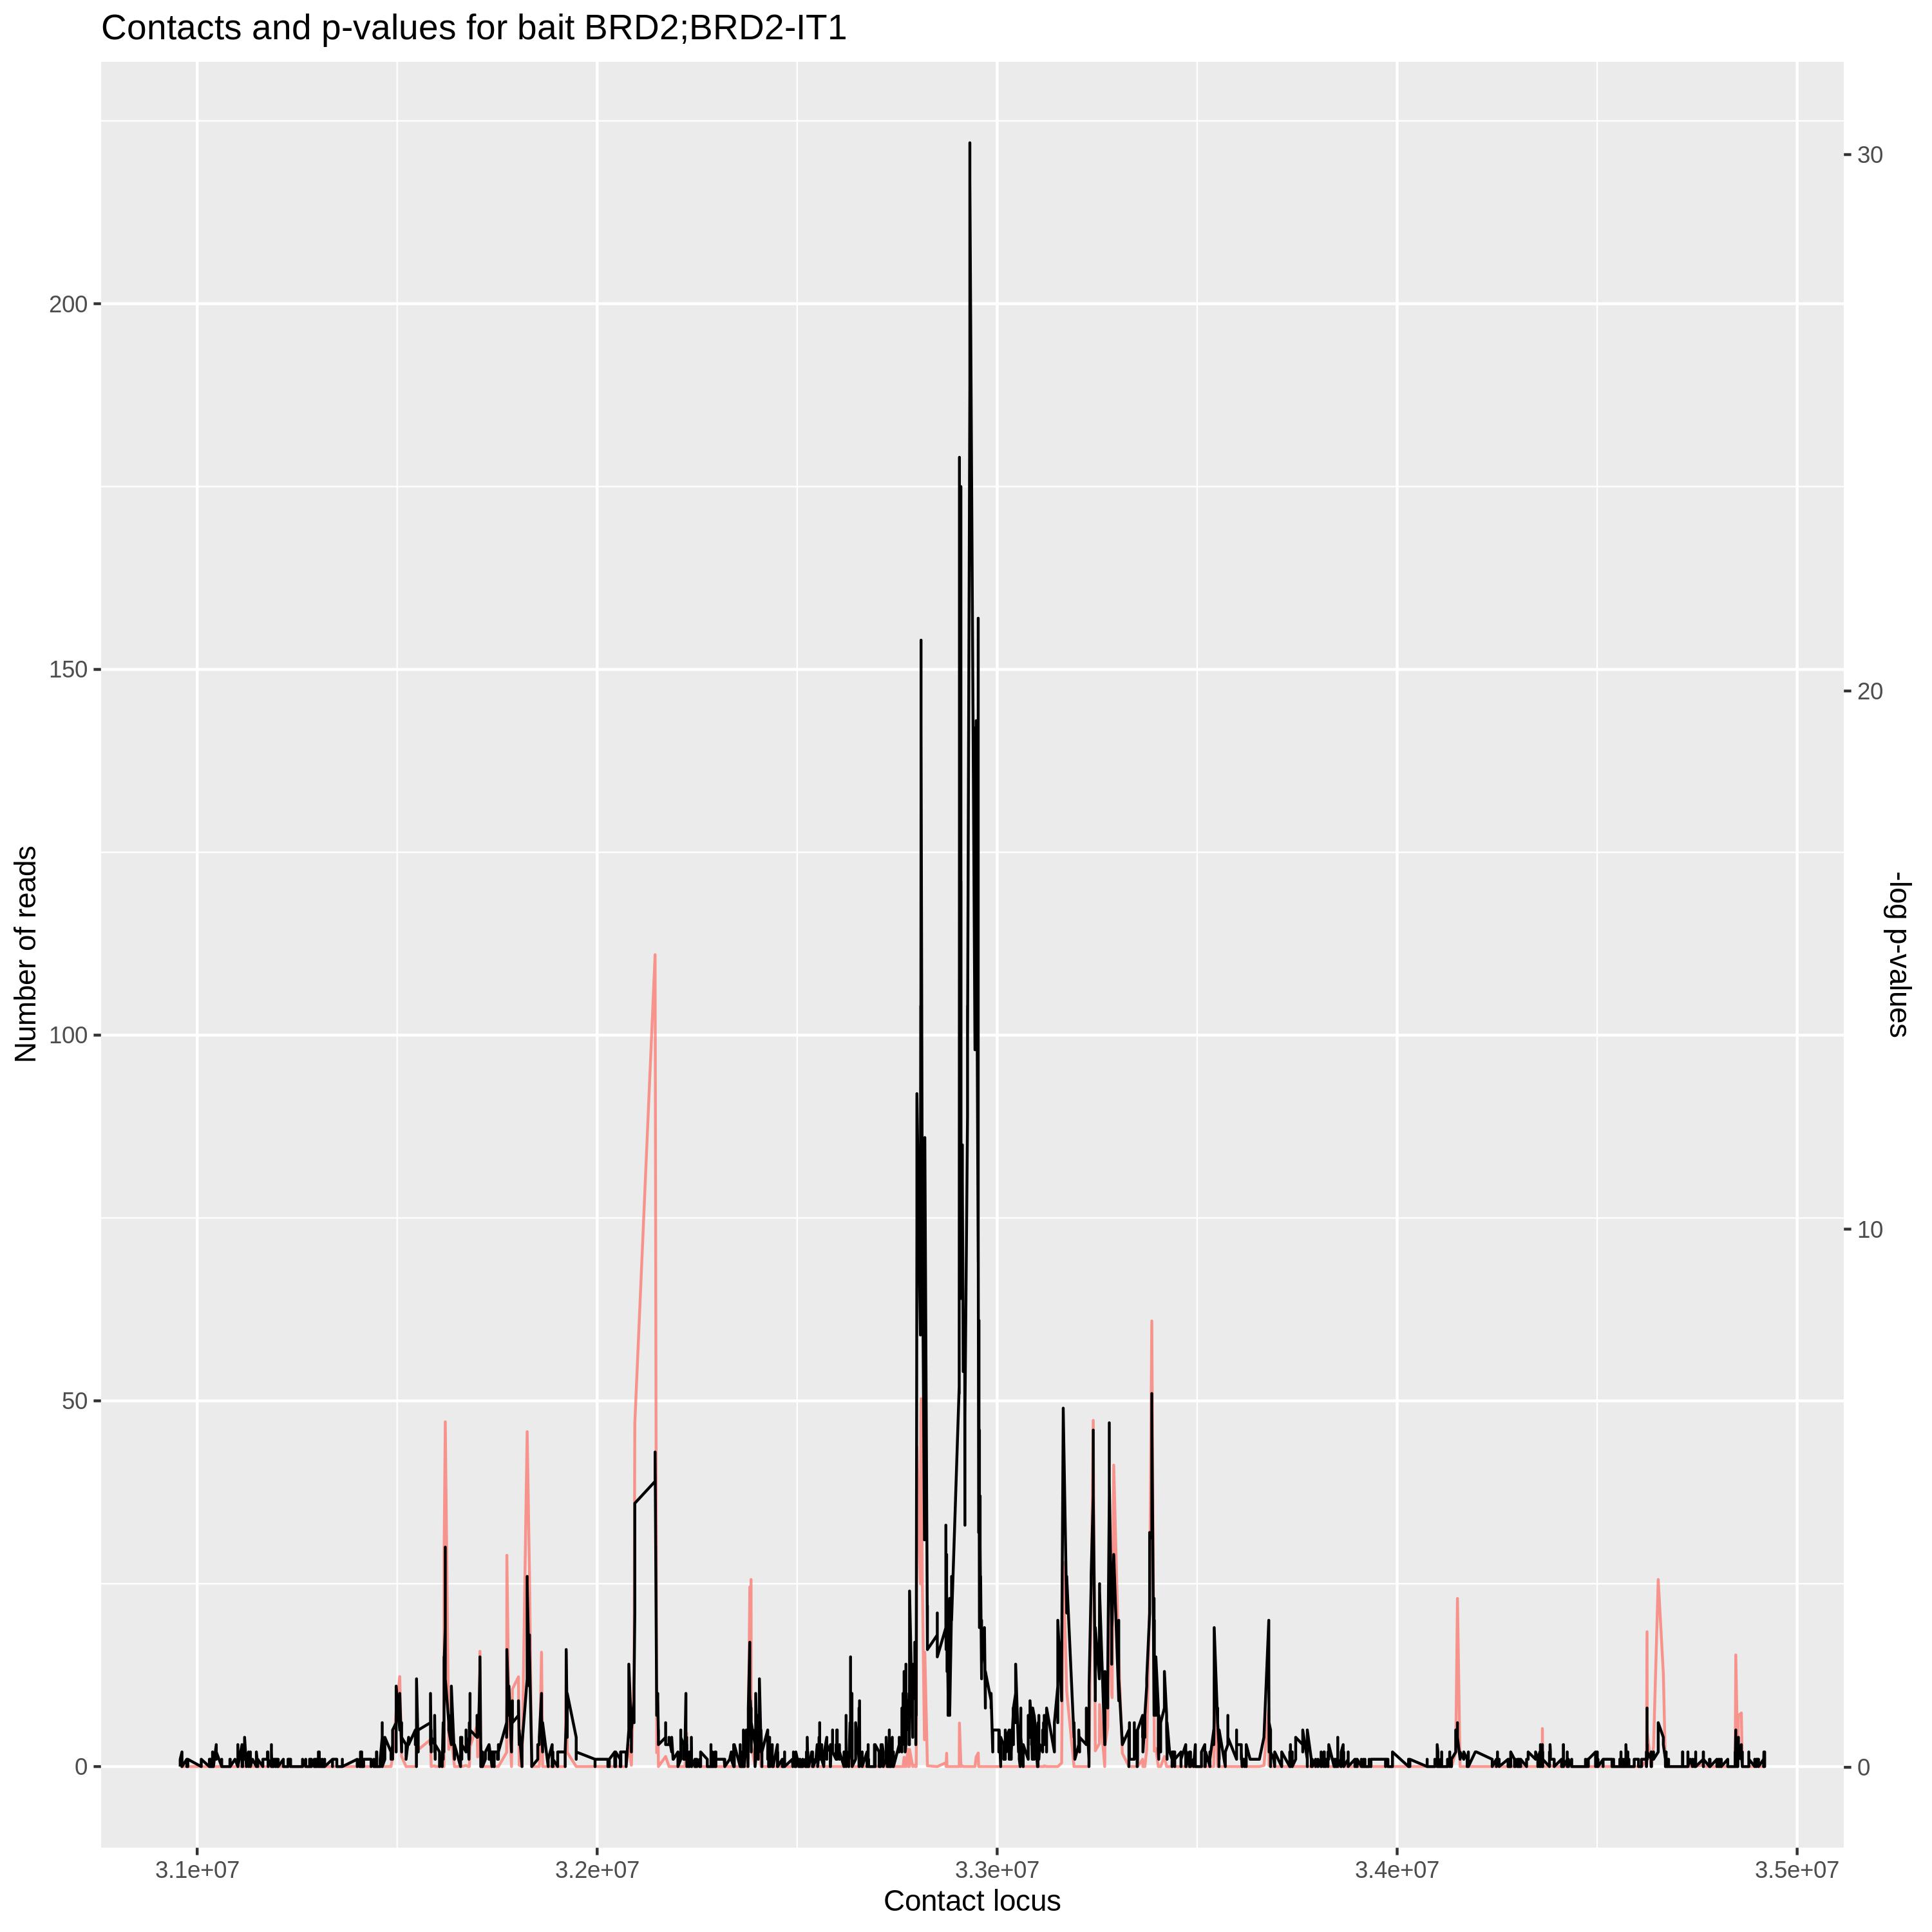 Contacts and p-values for bait BRD2;BRD2-IT1
Number of reads
200
150
100
50
0
-log p-values
30
20
10
0
3.1e+07
3.2e+07
3.3e+07
3.4e+07
3.5e+07
Contact locus